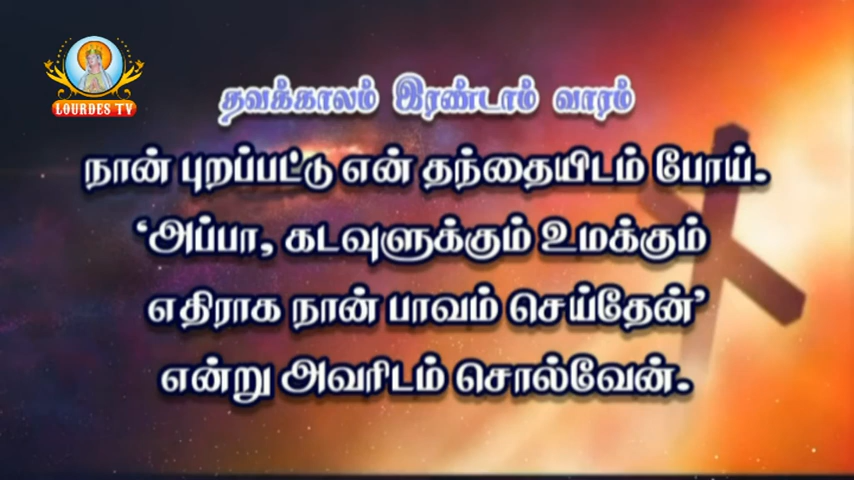 LOURDES TV
தவக்காலம் இரண்டாம் வாரம்
நான் புறப்பட்டு என் தந்தையிடம் போய்.
‘அப்பா, கடவுளுக்கும் உமக்கும்
எதிராக நான் பாவம் செய்தேன்’
என்று அவரிடம் சொல்வேன்.